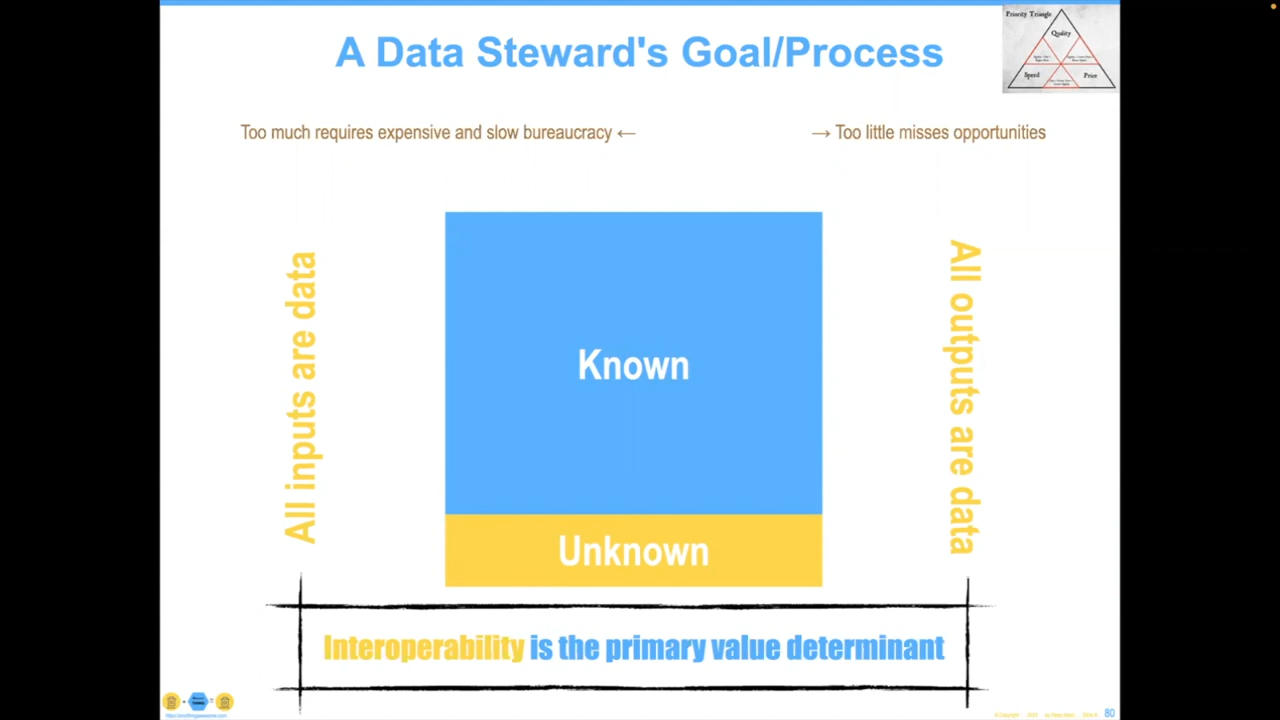 A Data Steward's Goal/Process
Priority Triangle
Quality
Speed
Price
Too much requires expensive and slow bureaucracy ←
→ Too little misses opportunities
All inputs are data
Known
Unknown
All outputs are data
Interoperability is the primary value determinant
80